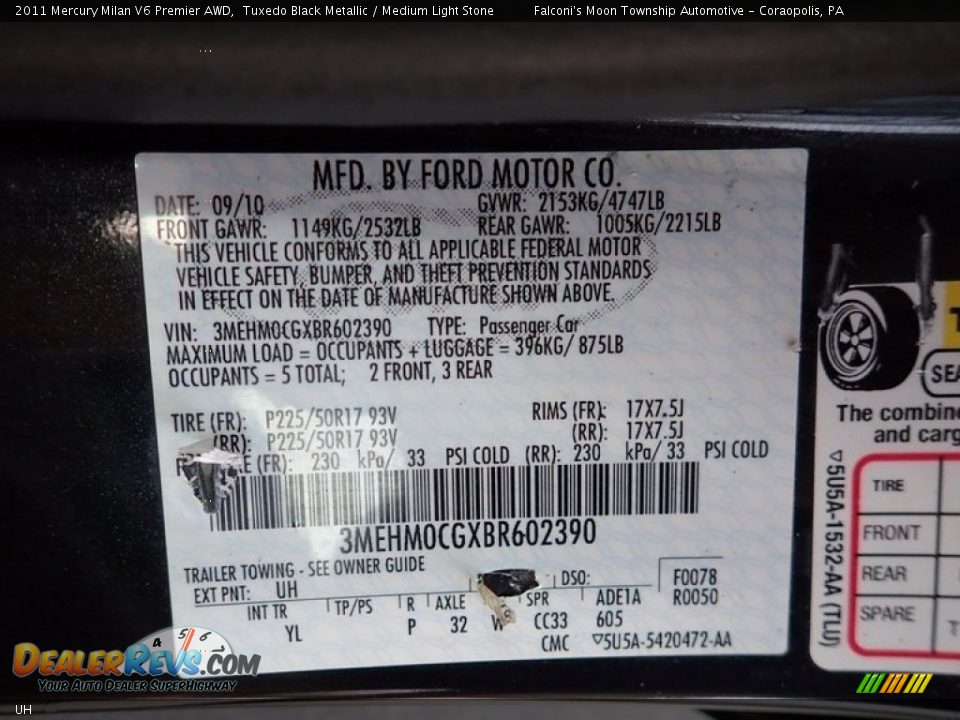 2011 Mercury Milan V6 Premier AWD, Tuxedo Black Metallic / Medium Light Stone Falconi's Moon Township Automotive - Coraopolis, PA
MFD. BY FORD MOTOR CO.
DATE: 09/10 GVWR: 2153KG/4747LB
FRONT GAWR: 1149KG/2532LB REAR GAWR: 1005KG/2215LB
THIS VEHICLE CONFORMS TO ALL APPLICABLE FEDERAL MOTOR
VEHICLE SAFETY, BUMPER, AND THEFT PREVENTION STANDARDS
IN EFFECT ON THE DATE OF MANUFACTURE SHOWN ABOVE.
VIN: 3MEHM0CGXBR602390 TYPE: Passenger Car
MAXIMUM LOAD = OCCUPANTS + LUGGAGE = 396KG/ 875LB
OCCUPANTS = 5 TOTAL; 2 FRONT, 3 REAR
TIRE (FR): P225/50R17 93V RIMS (FR): 17X7.5J
(RR): P225/50R17 93V (RR): 17X7.5J
(FR): 230 kPa/ 33 PSI COLD (RR): 230 kPa/ 33 PSI COLD
3MEHM0CGXBR602390
TRAILER TOWING - SEE OWNER GUIDE
EXT PNT: UH DSO: F0078
R0050
INT TR TP/PS R AXLE SPR ADE1A
YL P 32 CC33 605
CMC ▽5U5A-5420472-AA
The combine
and carg
TIRE
FRONT
REAR
SPARE
▽5U5A-1532-AA (TLU)
4 5 6
DEALERREVS.COM
YOUR AUTO DEALER SUPERHIGHWAY
UH